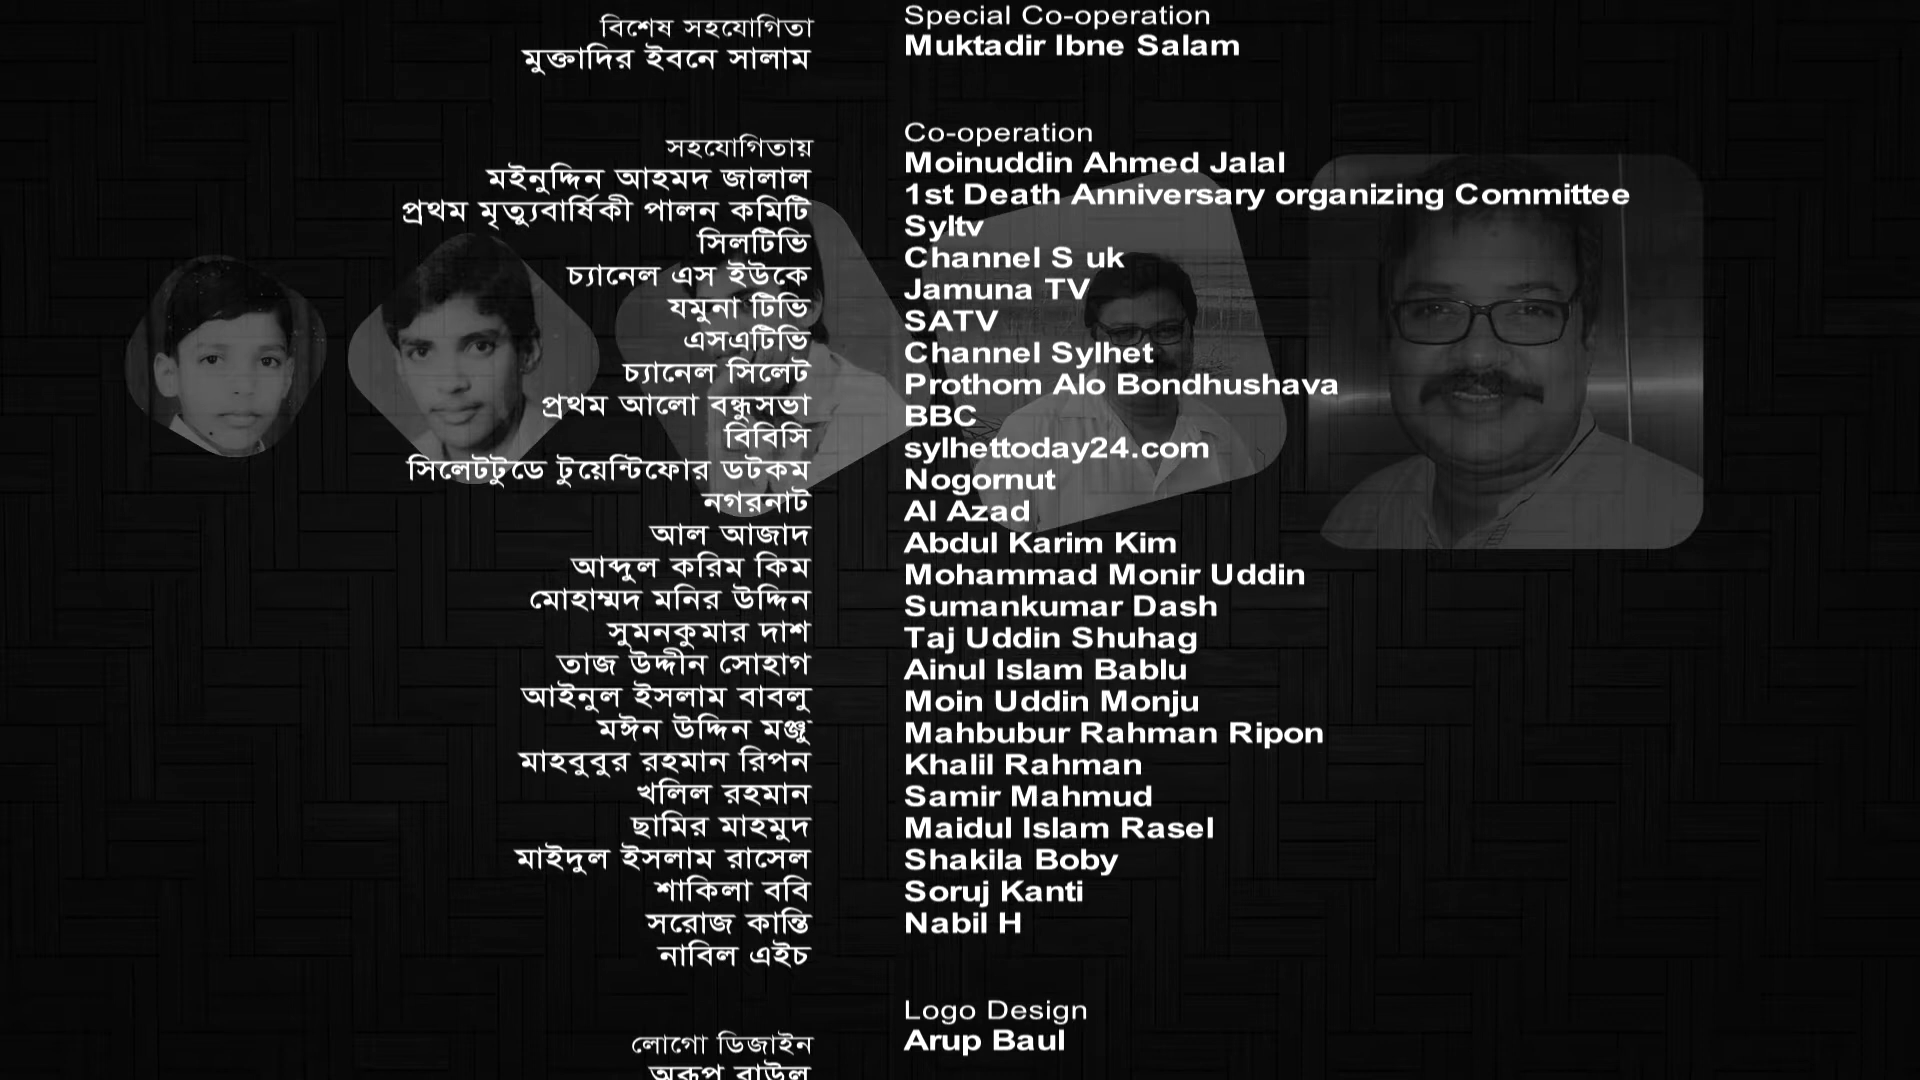 বিশেষ সহযোগিতা
মুক্তাদির ইবনে সালাম
সহযোগিতায়
মইনুদ্দিন আহমদ জালাল
প্রথম মৃত্যুবার্ষিকী পালন কমিটি
সিলটিভি
চ্যানেল এস ইউকে
যমুনা টিভি
এসএটিভি
চ্যানেল সিলেট
প্রথম আলো বন্ধুসভা
বিবিসি
সিলেটটুডে টুয়েন্টিফোর ডটকম
নগরনাট
আল আজাদ
আব্দুল করিম কিম
মোহাম্মদ মনির উদ্দিন
সুমনকুমার দাশ
তাজ উদ্দীন সোহাগ
আইনুল ইসলাম বাবলু
মঈন উদ্দিন মঞ্জু
মাহবুবুর রহমান রিপন
খলিল রহমান
ছামির মাহমুদ
মাইদুল ইসলাম রাসেল
শাকিলা ববি
সরোজ কান্তি
নাবিল এইচ
লোগো ডিজাইন
অরূপ বাউল
Special Co-operation
Muktadir Ibne Salam
Co-operation
Moinuddin Ahmed Jalal
1st Death Anniversary organizing Committee
Syltv
Channel S uk
Jamuna TV
SATV
Channel Sylhet
Prothom Alo Bondhushava
BBC
sylhettoday24.com
Nogornut
Al Azad
Abdul Karim Kim
Mohammad Monir Uddin
Sumankumar Dash
Taj Uddin Shuhag
Ainul Islam Bablu
Moin Uddin Monju
Mahbubur Rahman Ripon
Khalil Rahman
Samir Mahmud
Maidul Islam Rasel
Shakila Boby
Soruj Kanti
Nabil H
Logo Design
Arup Baul